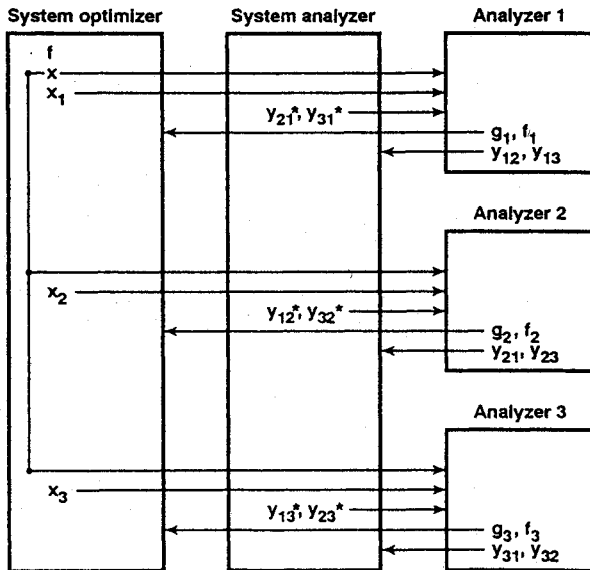 System optimizer
System analyzer
Analyzer 1
f
x
x1
y21*, y31*
g1, f1
y12, y13
Analyzer 2
x2
y12*, y32*
g2, f2
y21, y23
Analyzer 3
x3
y13*, y23*
g3, f3
y31, y32